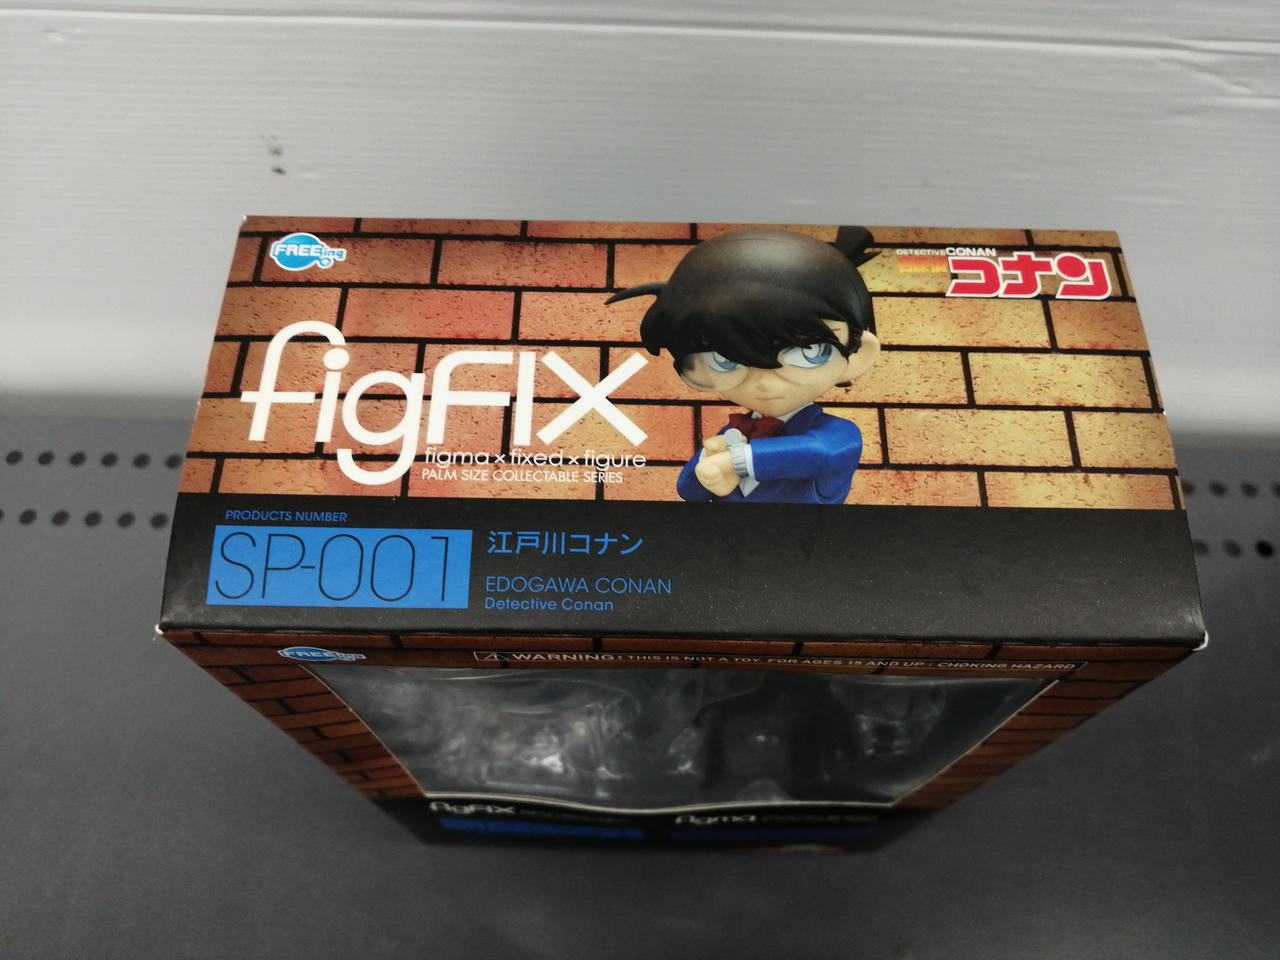 FREEing
DETECTIVE CONAN
コナン
figFIX
figma×fixed×figure
PALM SIZE COLLECTABLE SERIES
PRODUCTS NUMBER
SP-001
江戸川コナン
EDOGAWA CONAN
Detective Conan
FREEing
WARNING: THIS IS NOT A TOY. FOR AGES 15 AND UP : CHOKING HAZARD
figFIX
figma